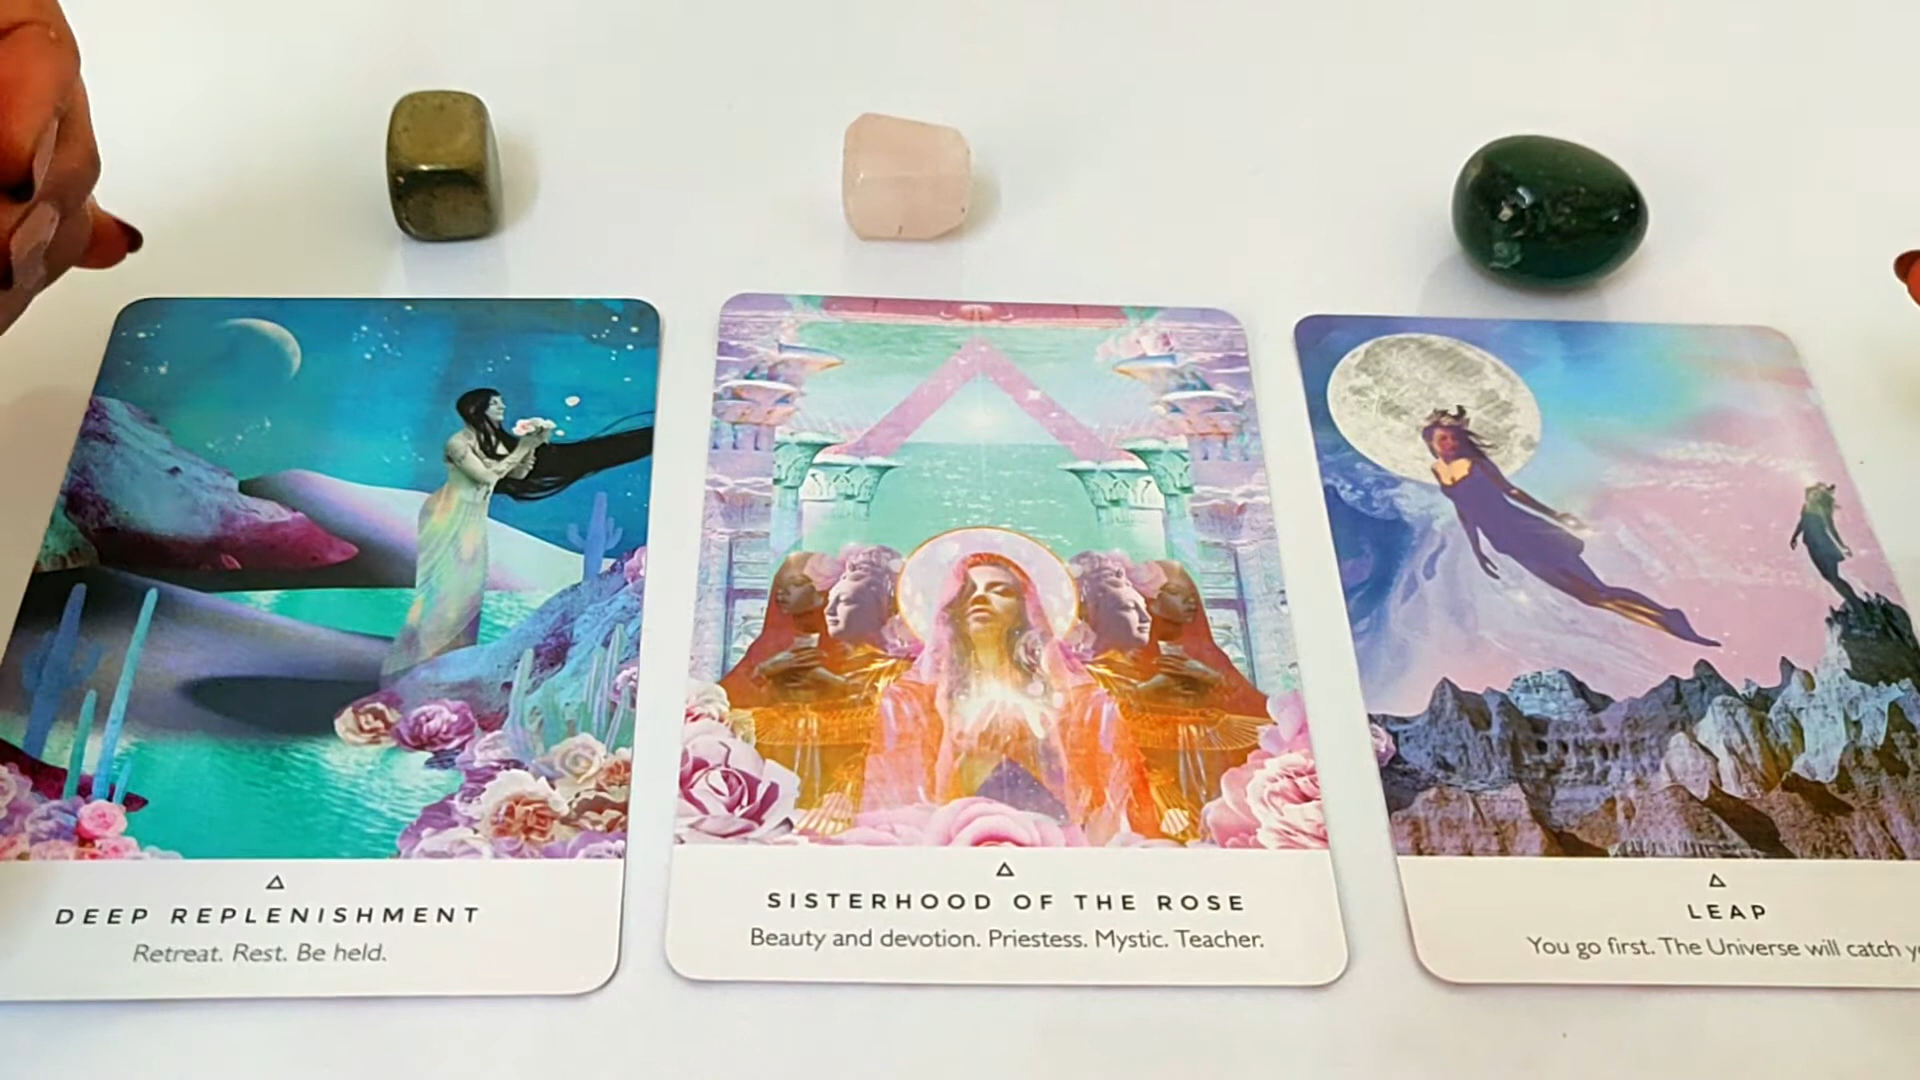 DEEP REPLENISHMENT
Retreat. Rest. Be held.
SISTERHOOD OF THE ROSE
Beauty and devotion. Priestess. Mystic. Teacher.
LEAP
You go first. The Universe will catch